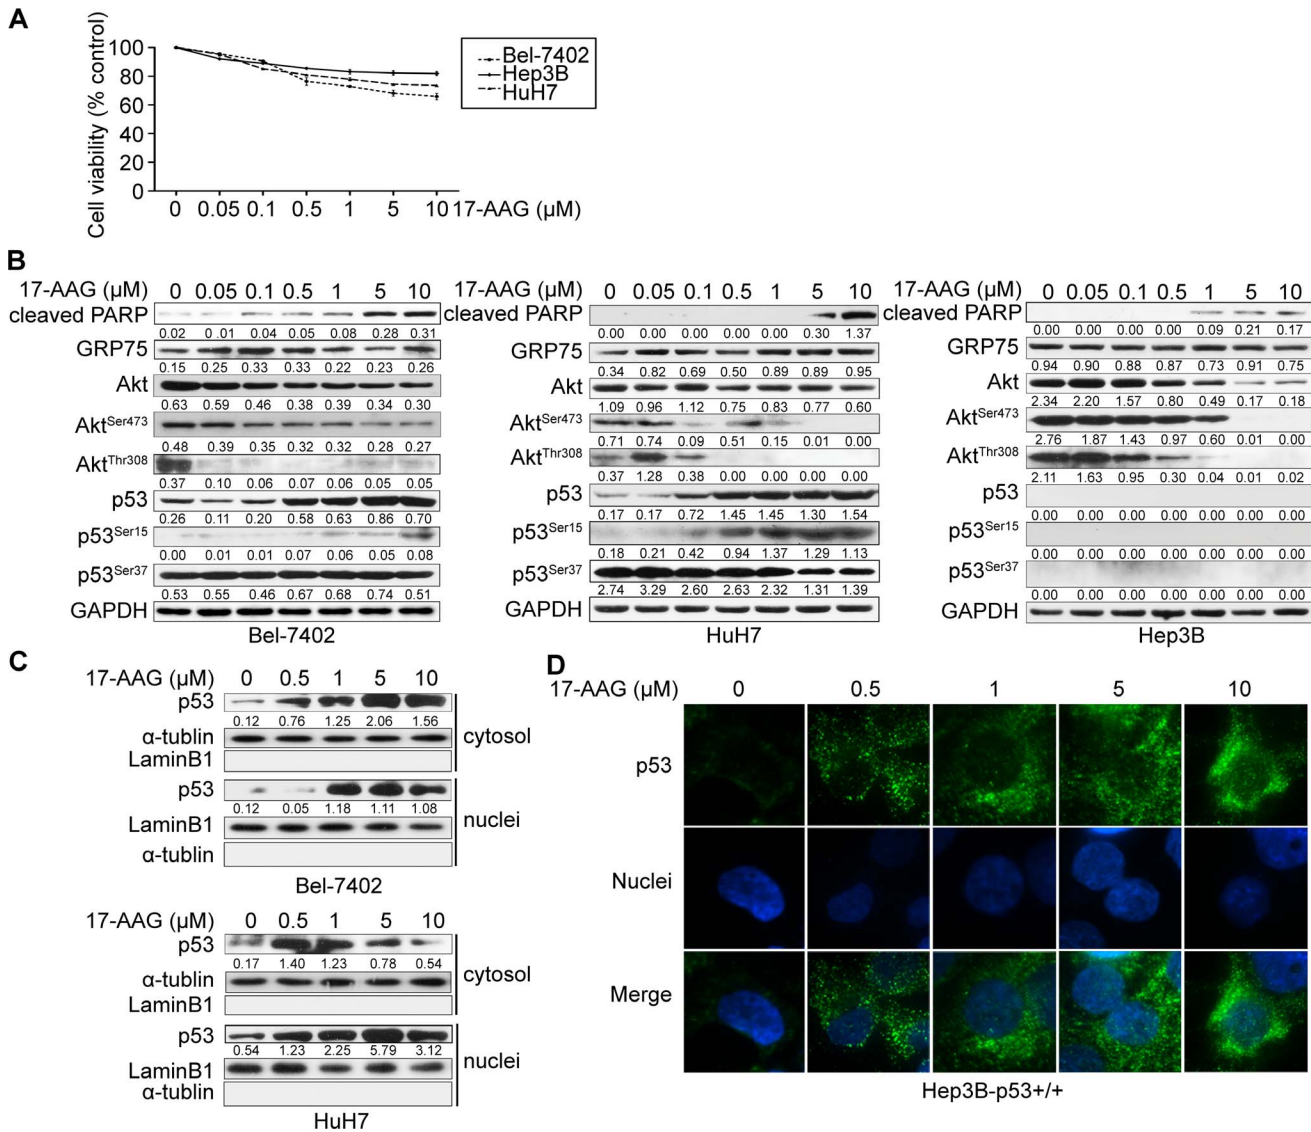 A
Cell viability (% control)
100
80
60
40
20
0
0 0.05 0.1 0.5 1 5 10 17-AAG (μM)
Bel-7402
Hep3B
HuH7
B
17-AAG (μM) 0 0.05 0.1 0.5 1 5 10
cleaved PARP
0.02 0.01 0.04 0.05 0.08 0.28 0.31
GRP75
0.15 0.25 0.33 0.33 0.22 0.23 0.26
Akt
0.63 0.59 0.46 0.38 0.39 0.34 0.30
Akt^Ser473
0.48 0.39 0.35 0.32 0.32 0.28 0.27
Akt^Thr308
0.37 0.10 0.06 0.07 0.06 0.05 0.05
p53
0.26 0.11 0.20 0.58 0.63 0.86 0.70
p53^Ser15
0.00 0.01 0.01 0.07 0.06 0.05 0.08
p53^Ser37
0.53 0.55 0.46 0.67 0.68 0.74 0.51
GAPDH
Bel-7402
17-AAG (μM) 0 0.05 0.1 0.5 1 5 10
cleaved PARP
0.00 0.00 0.00 0.00 0.00 0.30 1.37
GRP75
0.34 0.82 0.69 0.50 0.89 0.89 0.95
Akt
1.09 0.96 1.12 0.75 0.83 0.77 0.60
Akt^Ser473
0.71 0.74 0.09 0.51 0.15 0.01 0.00
Akt^Thr308
0.37 1.28 0.38 0.00 0.00 0.00 0.00
p53
0.17 0.17 0.72 1.45 1.45 1.30 1.54
p53^Ser15
0.18 0.21 0.42 0.94 1.37 1.29 1.13
p53^Ser37
2.74 3.29 2.60 2.63 2.32 1.31 1.39
GAPDH
HuH7
17-AAG (μM) 0 0.05 0.1 0.5 1 5 10
cleaved PARP
0.00 0.00 0.00 0.00 0.09 0.21 0.17
GRP75
0.94 0.90 0.88 0.87 0.73 0.91 0.75
Akt
2.34 2.20 1.57 0.80 0.49 0.17 0.18
Akt^Ser473
2.76 1.87 1.43 0.97 0.60 0.01 0.00
Akt^Thr308
2.11 1.63 0.95 0.30 0.04 0.01 0.02
p53
0.00 0.00 0.00 0.00 0.00 0.00 0.00
p53^Ser15
0.00 0.00 0.00 0.00 0.00 0.00 0.00
p53^Ser37
0.00 0.00 0.00 0.00 0.00 0.00 0.00
GAPDH
Hep3B
C
17-AAG (μM) 0 0.5 1 5 10
p53
0.12 0.76 1.25 2.06 1.56
α-tublin
LaminB1
cytosol
p53
0.12 0.05 1.18 1.11 1.08
LaminB1
α-tublin
nuclei
Bel-7402
17-AAG (μM) 0 0.5 1 5 10
p53
0.17 1.40 1.23 0.78 0.54
α-tublin
LaminB1
cytosol
p53
0.54 1.23 2.25 5.79 3.12
LaminB1
α-tublin
nuclei
HuH7
D
17-AAG (μM) 0 0.5 1 5 10
p53
Nuclei
Merge
Hep3B-p53+/+